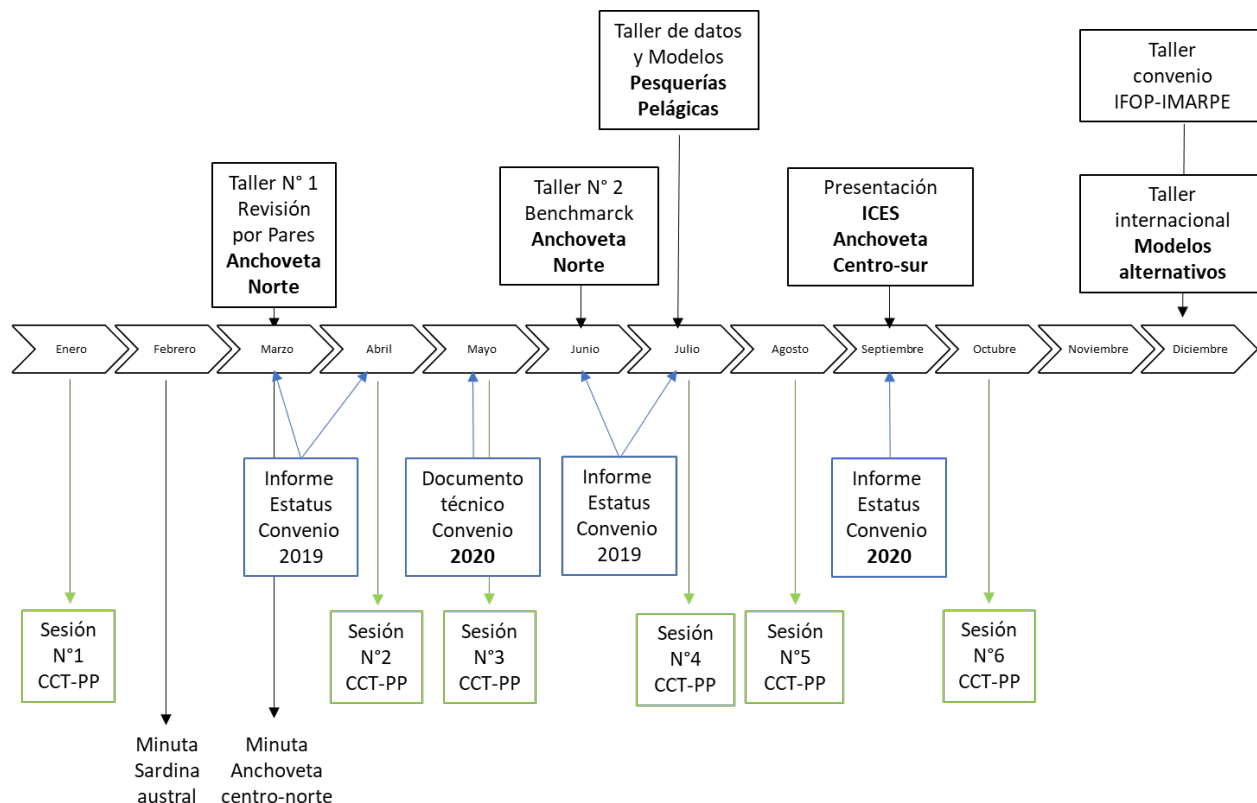 Taller de datos
y Modelos
Pesquerías
Pelágicas
Taller
convenio
IFOP-IMARPE
Taller N° 1
Revisión
por Pares
Anchoveta
Norte
Taller N° 2
Benchmarck
Anchoveta
Norte
Presentación
ICES
Anchoveta
Centro-sur
Taller
internacional
Modelos
alternativos
Enero
Febrero
Marzo
Abril
Mayo
Junio
Julio
Agosto
Septiembre
Octubre
Noviembre
Diciembre
Informe
Estatus
Convenio
2019
Documento
técnico
Convenio
2020
Informe
Estatus
Convenio
2019
Informe
Estatus
Convenio
2020
Sesión
N°1
CCT-PP
Sesión
N°2
CCT-PP
Sesión
N°3
CCT-PP
Sesión
N°4
CCT-PP
Sesión
N°5
CCT-PP
Sesión
N°6
CCT-PP
Minuta
Sardina
austral
Minuta
Anchoveta
centro-norte